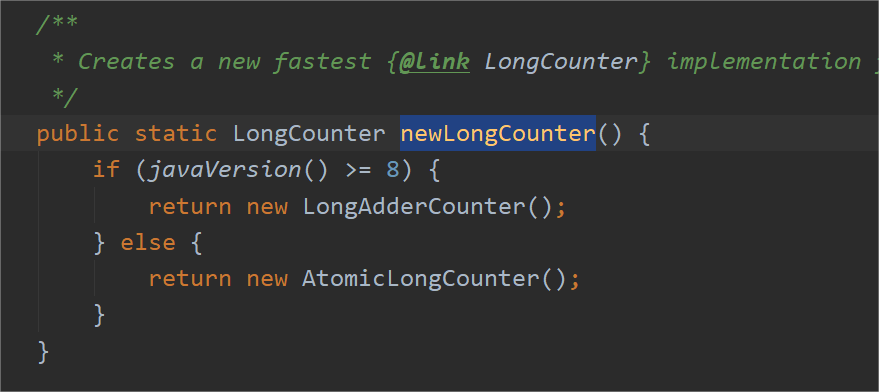 /**
* Creates a new fastest {@link LongCounter} implementation
*/
public static LongCounter newLongCounter() {
if (javaVersion() >= 8) {
return new LongAdderCounter();
} else {
return new AtomicLongCounter();
}
}